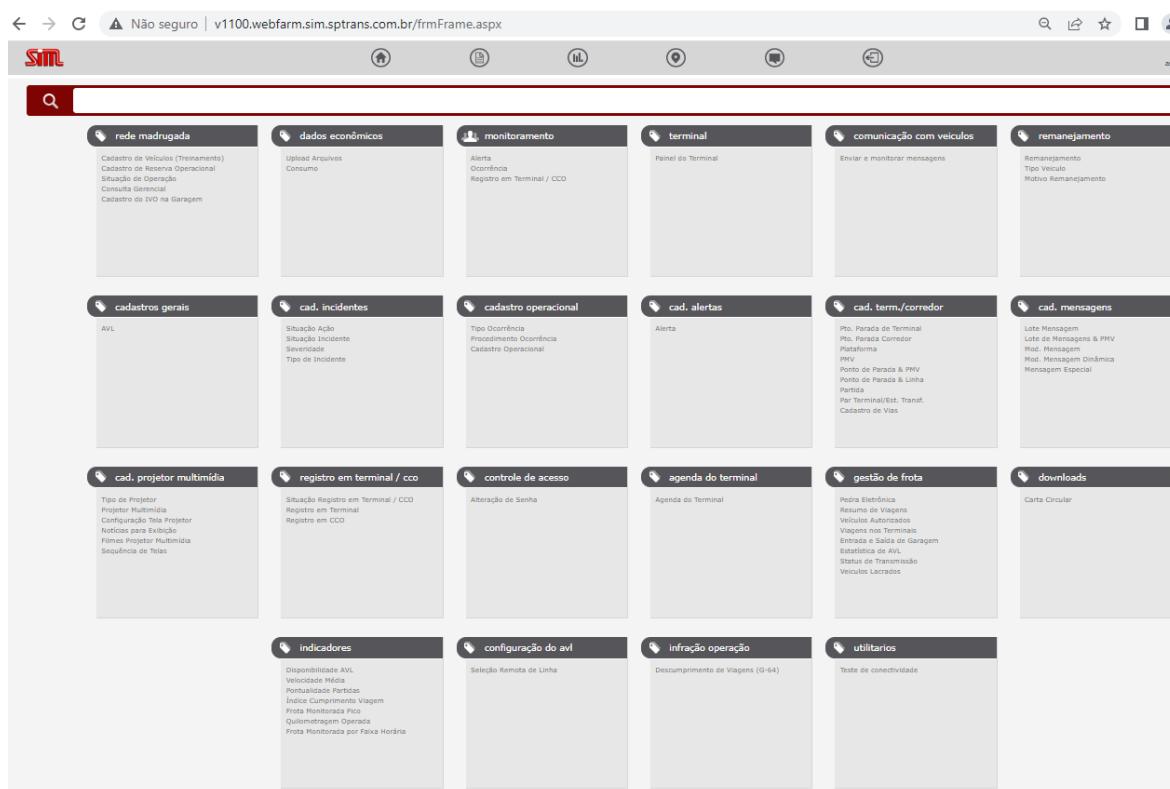 Não seguro | v1100.webfarm.sim.sptrans.com.br/frmFrame.aspx
SIM
rede madrugada
Cadastro de Veículos (Treinamento)
Cadastro de Reserva Operacional
Situação de Operação
Consulta Gerencial
Cadastro do IVO na Garagem
dados econômicos
Upload Arquivos
Consumo
monitoramento
Alerta
Ocorrência
Registro em Terminal / CCO
terminal
Painel do Terminal
comunicação com veiculos
Enviar e monitorar mensagens
remanejamento
Remanejamento
Tipo Veiculo
Motivo Remanejamento
cadastros gerais
AVL
cad. incidentes
Situação Ação
Situação Incidente
Severidade
Tipo de Incidente
cadastro operacional
Tipo Ocorrência
Procedimento Ocorrência
Cadastro Operacional
cad. alertas
Alerta
cad. term./corredor
Pto. Parada de Terminal
Pto. Parada Corredor
Plataforma
PMV
Ponto de Parada & PMV
Ponto de Parada & Linha
Partida
Par Terminal/Est. Transf.
Cadastro de Vias
cad. mensagens
Lote Mensagem
Lote de Mensagens & PMV
Mod. Mensagem
Mod. Mensagem Dinâmica
Mensagem Especial
cad. projetor multimídia
Tipo de Projetor
Projetor Multimídia
Configuração Tela Projetor
Notícias para Exibição
Filmes Projetor Multimídia
Sequência de Telas
registro em terminal / cco
Situação Registro em Terminal / CCO
Registro em Terminal
Registro em CCO
controle de acesso
Alteração de Senha
agenda do terminal
Agenda do Terminal
gestão de frota
Pedra Eletrônica
Resumo de Viagens
Veículos Autorizados
Viagens nos Terminais
Entrada e Saída de Garagem
Estatística de AVL
Status de Transmissão
Veiculos Lacrados
downloads
Carta Circular
indicadores
Disponibilidade AVL
Velocidade Média
Pontualidade Partidas
Índice Cumprimento Viagem
Frota Monitorada Pico
Quilometragem Operada
Frota Monitorada por Faixa Horária
configuração do avl
Seleção Remota de Linha
infração operação
Descumprimento de Viagens (G-64)
utilitarios
Teste de conectividade